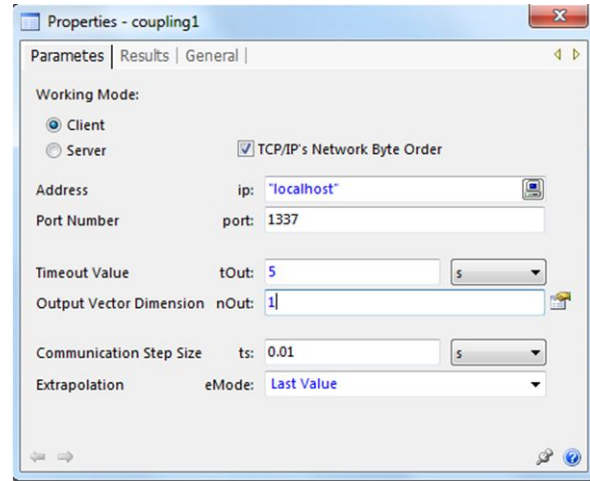 Properties - coupling1
Parametes | Results | General |
Working Mode:
Client
Server
TCP/IP's Network Byte Order
Address ip: "localhost"
Port Number port: 1337
Timeout Value tOut: 5 s
Output Vector Dimension nOut: 1
Communication Step Size ts: 0.01 s
Extrapolation eMode: Last Value